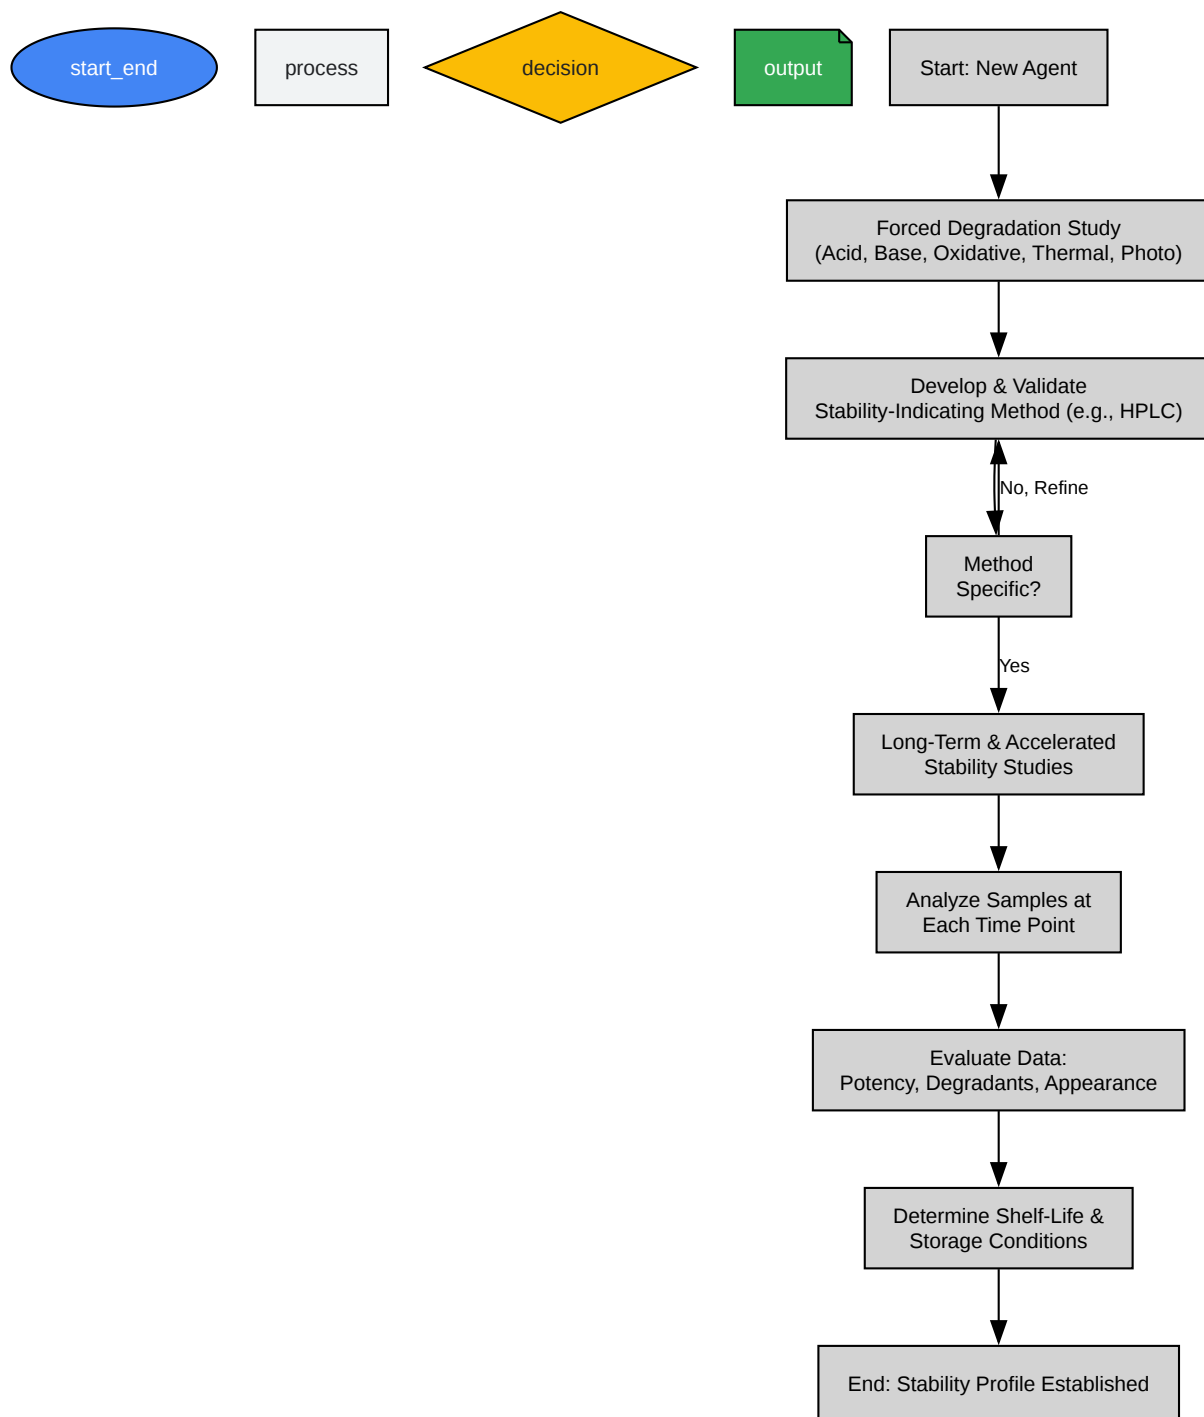 start_end
process
decision
output
Start: New Agent
Forced Degradation Study
(Acid, Base, Oxidative, Thermal, Photo)
Develop & Validate
Stability-Indicating Method (e.g., HPLC)
No, Refine
Method
Specific?
Yes
Long-Term & Accelerated
Stability Studies
Analyze Samples at
Each Time Point
Evaluate Data:
Potency, Degradants, Appearance
Determine Shelf-Life &
Storage Conditions
End: Stability Profile Established